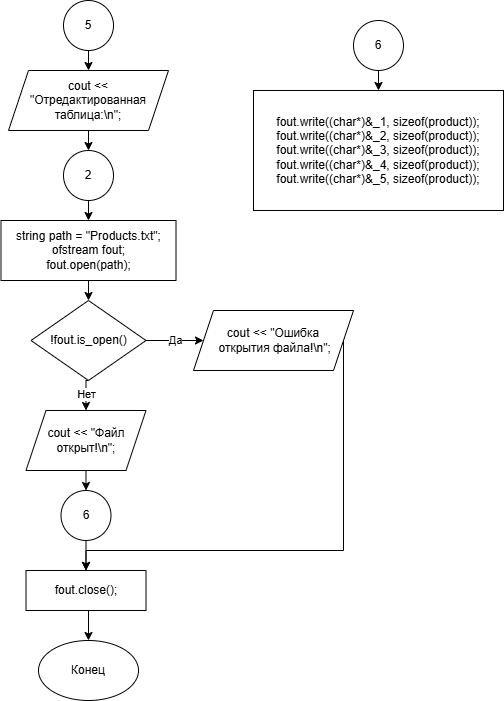 5
cout <<
"Отредактированная
таблица:\n";
2
string path = "Products.txt";
ofstream fout;
fout.open(path);
!fout.is_open()
Да
cout << "Ошибка
открытия файла!\n";
Нет
cout << "Файл
открыт!\n";
6
fout.close();
Конец
6
fout.write((char*)&_1, sizeof(product));
fout.write((char*)&_2, sizeof(product));
fout.write((char*)&_3, sizeof(product));
fout.write((char*)&_4, sizeof(product));
fout.write((char*)&_5, sizeof(product));